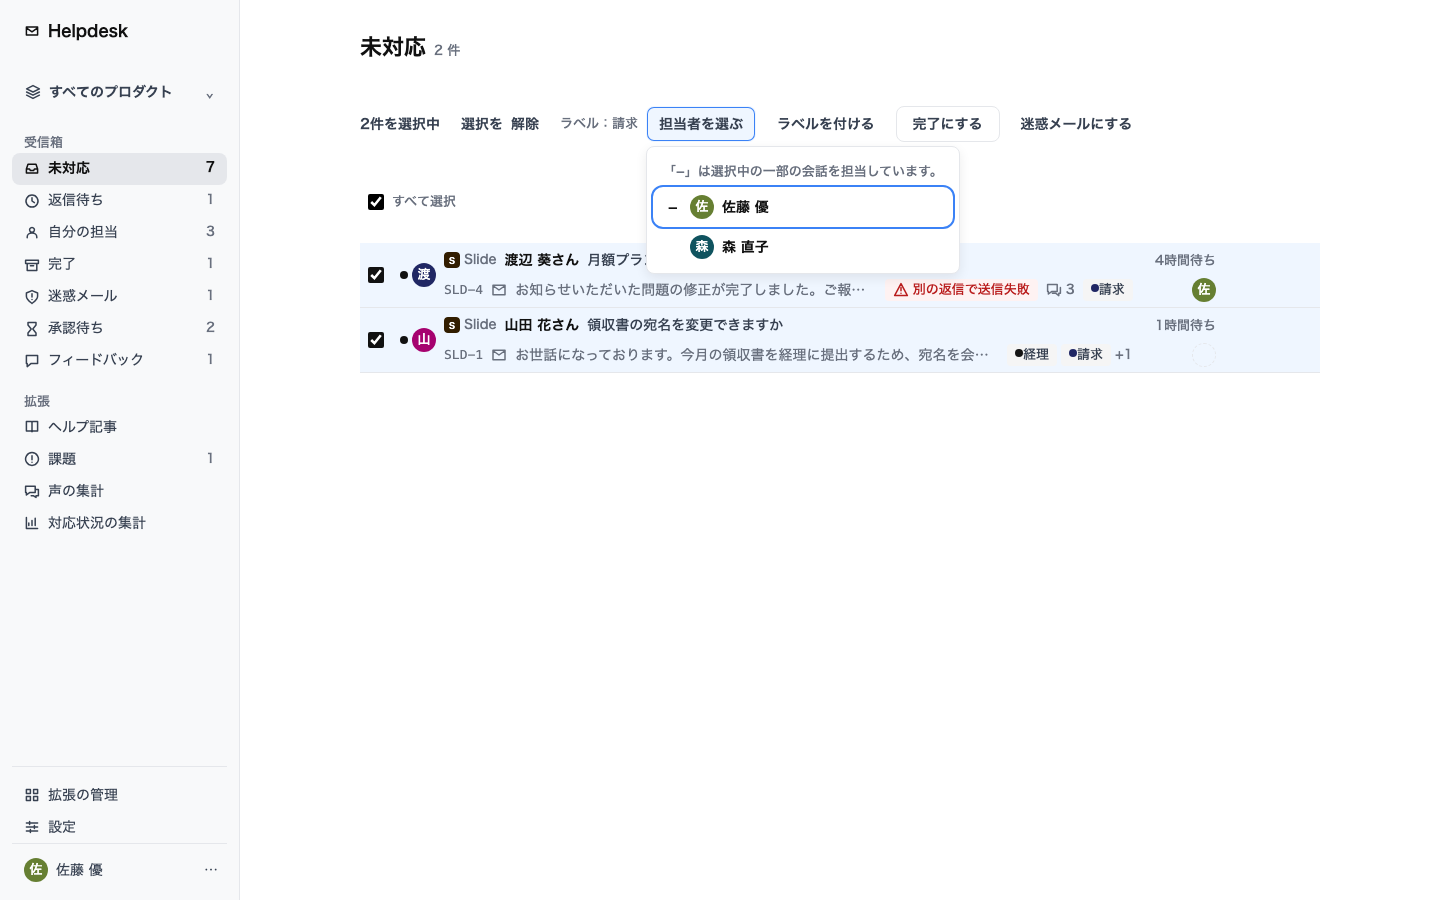 Helpdesk
すべてのプロダクト
受信箱
未対応 7
返信待ち 1
自分の担当 3
完了 1
迷惑メール 1
承認待ち 2
フィードバック 1
拡張
ヘルプ記事
課題 1
声の集計
対応状況の集計
拡張の管理
設定
佐 佐藤 優 …
未対応 2 件
2件を選択中 選択を 解除 ラベル：請求 担当者を選ぶ ラベルを付ける 完了にする 迷惑メールにする
「–」は選択中の一部の会話を担当しています。
– 佐 佐藤 優
森 森 直子
すべて選択
渡 S Slide 渡辺 葵さん 月額プラ 4時間待ち
SLD-4 お知らせいただいた問題の修正が完了しました。ご報… 別の返信で送信失敗 3 請求 佐
山 S Slide 山田 花さん 領収書の宛名を変更できますか 1時間待ち
SLD-1 お世話になっております。今月の領収書を経理に提出するため、宛名を会… 経理 請求 +1